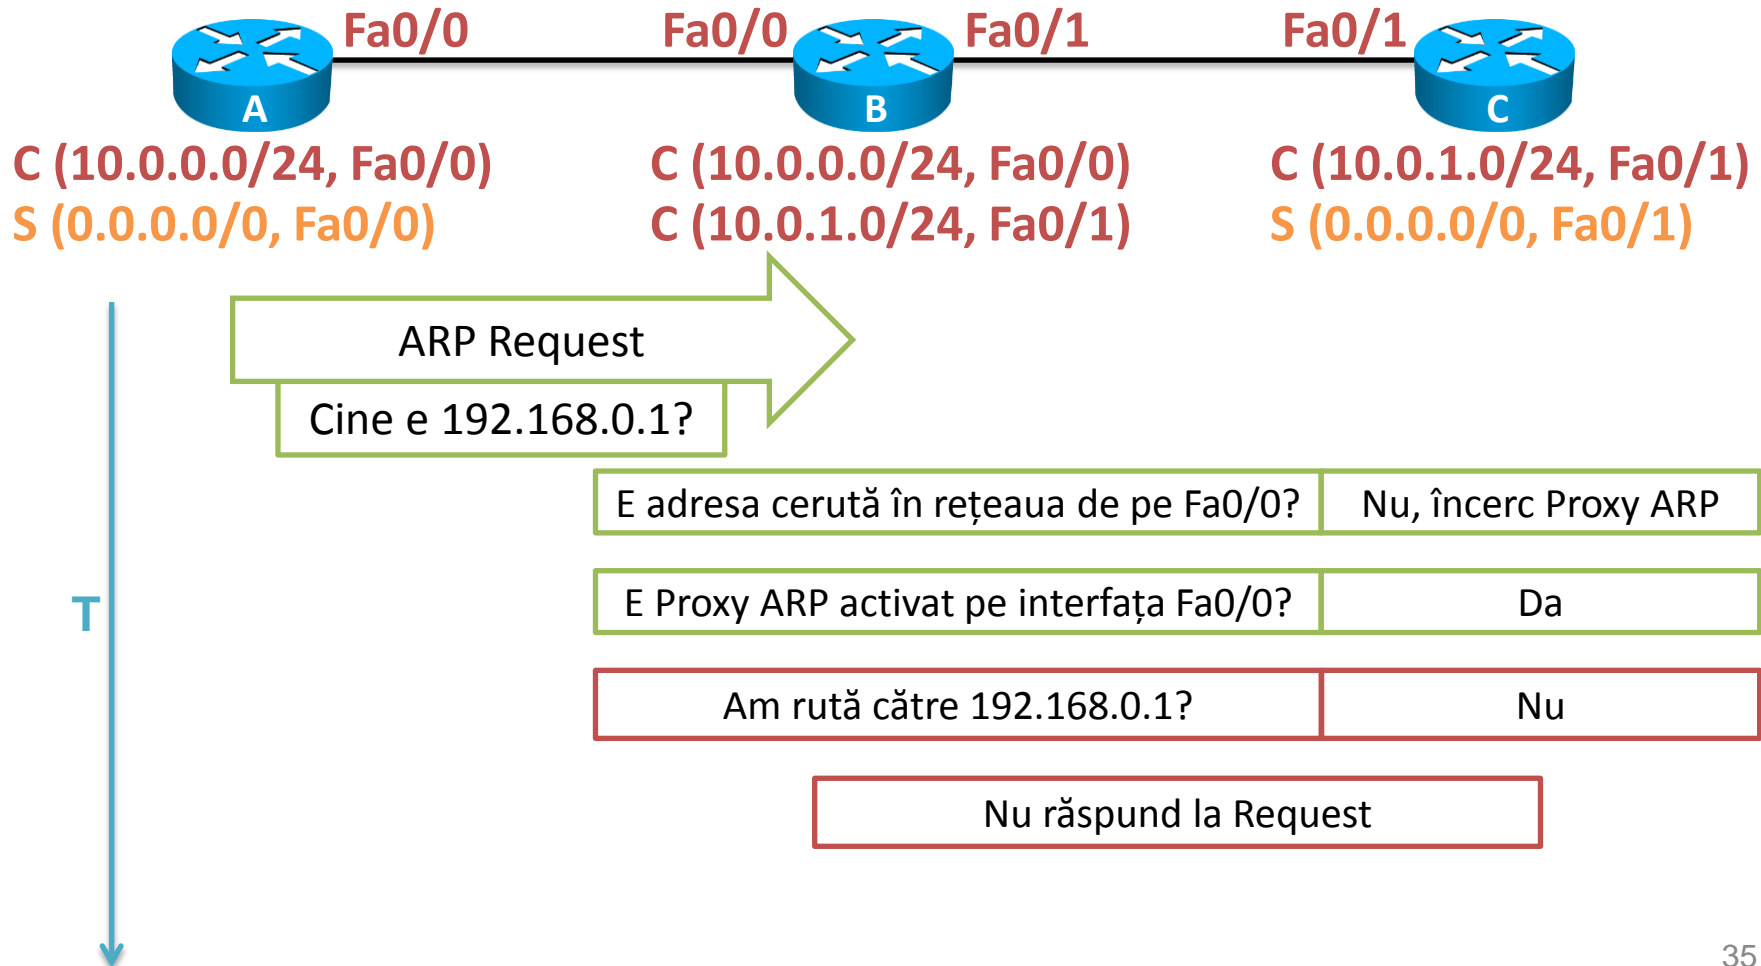 Fa0/0 Fa0/0 Fa0/1 Fa0/1
A B C
C (10.0.0.0/24, Fa0/0) C (10.0.0.0/24, Fa0/0) C (10.0.1.0/24, Fa0/1)
S (0.0.0.0/0, Fa0/0) C (10.0.1.0/24, Fa0/1) S (0.0.0.0/0, Fa0/1)
ARP Request
Cine e 192.168.0.1?
E adresa cerută în rețeaua de pe Fa0/0? Nu, încerc Proxy ARP
T E Proxy ARP activat pe interfața Fa0/0? Da
Am rută către 192.168.0.1? Nu
Nu răspund la Request
35